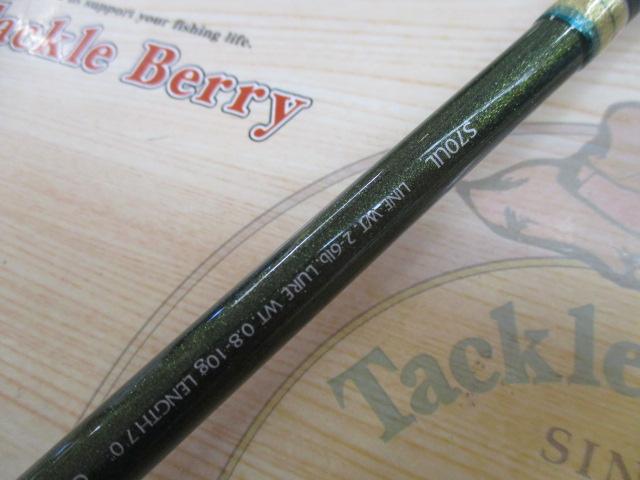 us support your fishing life.
Tackle Berry
S70UL
LINE WT. 2-6lb. LURE WT. 0.8-10g LENGTH 7'0"
Tackle
SIN